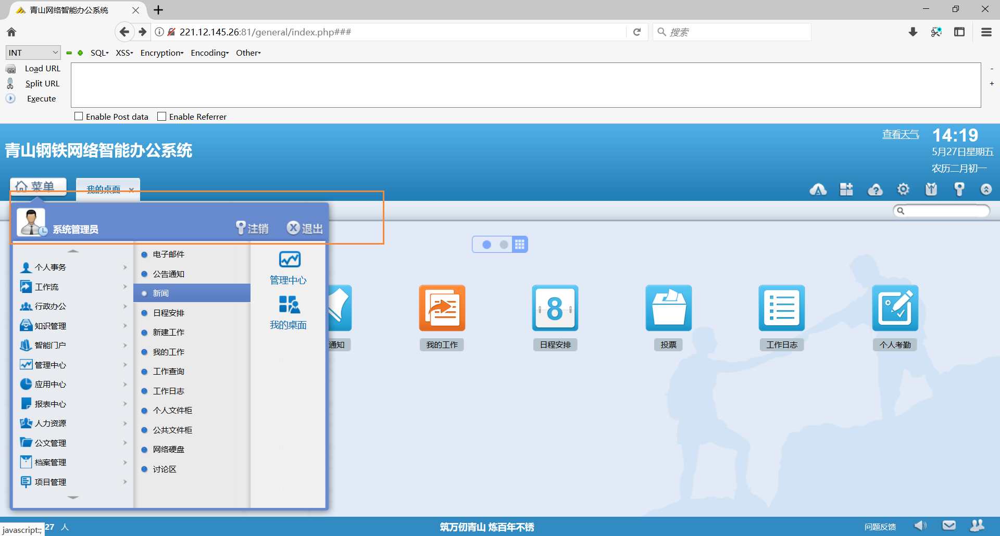 青山网络智能办公系统
221.12.145.26:81/general/index.php###
搜索
INT
SQL
XSS
Encryption
Encoding
Other
Load URL
Split URL
Execute
-
+
Enable Post data
Enable Referrer
青山钢铁网络智能办公系统
查看天气
14:19
5月27日星期五
农历二月初一
菜单
我的桌面
系统管理员
注销
退出
个人事务
工作流
行政办公
知识管理
智能门户
管理中心
应用中心
报表中心
人力资源
公文管理
档案管理
项目管理
电子邮件
公告通知
新闻
日程安排
新建工作
我的工作
工作查询
工作日志
个人文件柜
公共文件柜
网络硬盘
讨论区
管理中心
我的桌面
通知
我的工作
8
日程安排
投票
工作日志
个人考勤
javascript:;
27 人
筑万仞青山 炼百年不锈
问题反馈